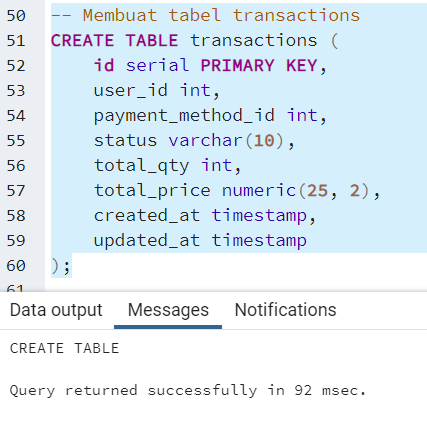 50 -- Membuat tabel transactions
51 CREATE TABLE transactions (
52     id serial PRIMARY KEY,
53     user_id int,
54     payment_method_id int,
55     status varchar(10),
56     total_qty int,
57     total_price numeric(25, 2),
58     created_at timestamp,
59     updated_at timestamp
60 );
61
Data output Messages Notifications
CREATE TABLE
Query returned successfully in 92 msec.